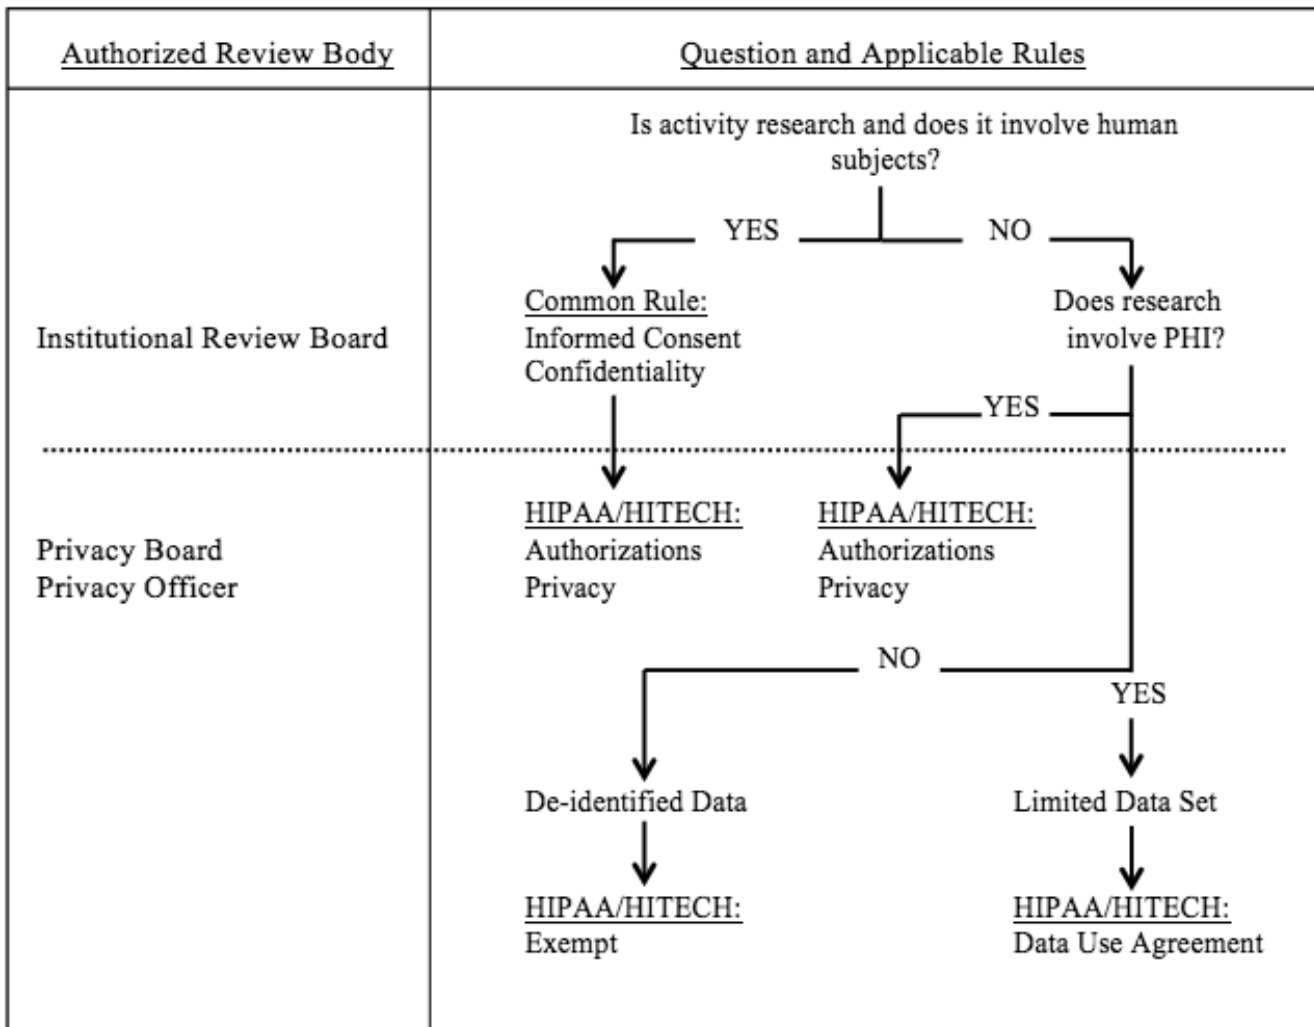 Authorized Review Body
Question and Applicable Rules
Is activity research and does it involve human
subjects?
YES
NO
Institutional Review Board
Common Rule:
Informed Consent
Confidentiality
Does research
involve PHI?
YES
Privacy Board
Privacy Officer
HIPAA/HITECH:
Authorizations
Privacy
HIPAA/HITECH:
Authorizations
Privacy
NO
YES
De-identified Data
Limited Data Set
HIPAA/HITECH:
Exempt
HIPAA/HITECH:
Data Use Agreement